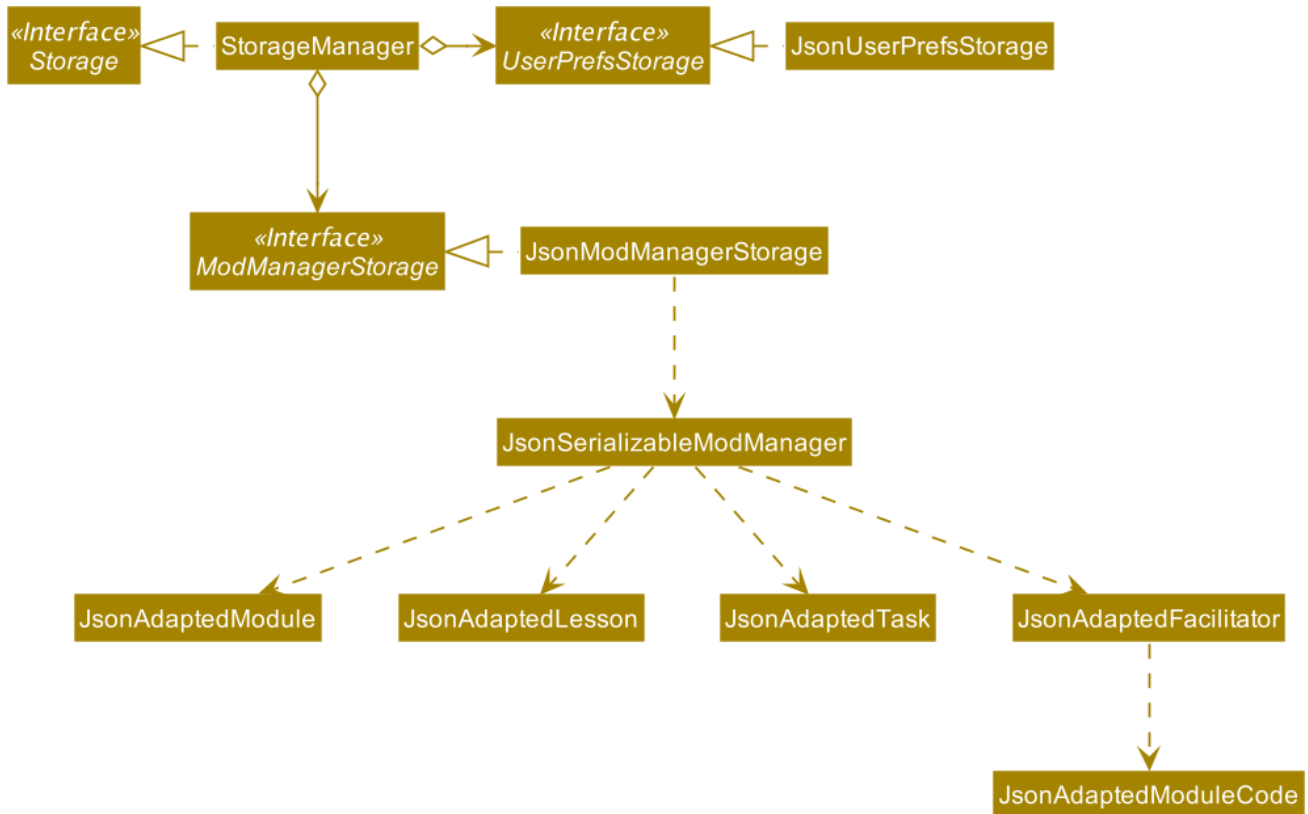 «Interface»
Storage
StorageManager
«Interface»
UserPrefsStorage
JsonUserPrefsStorage
«Interface»
ModManagerStorage
JsonModManagerStorage
JsonSerializableModManager
JsonAdaptedModule
JsonAdaptedLesson
JsonAdaptedTask
JsonAdaptedFacilitator
JsonAdaptedModuleCode